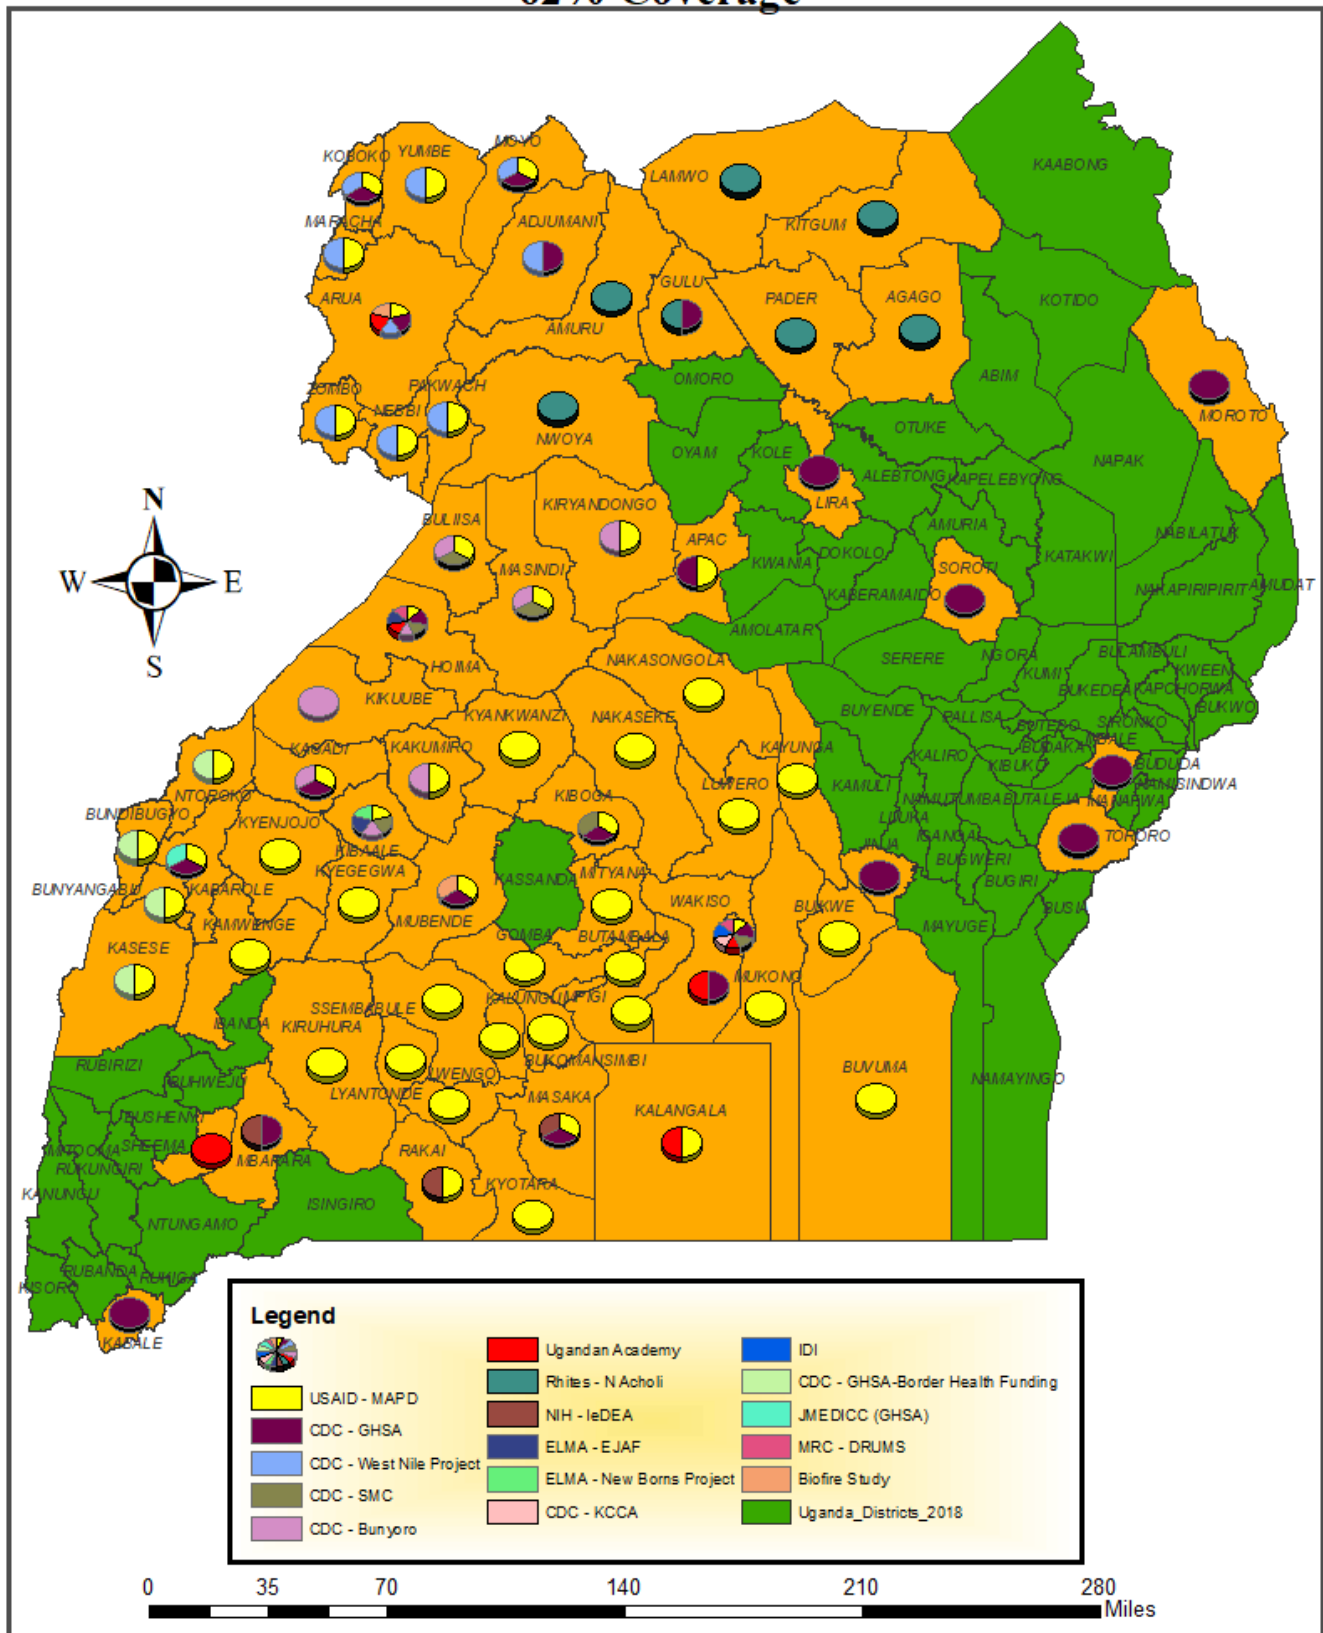 62% Coverage
KAABONG
MOYO
KOBOKO
YUMBE
LAMWO
MARACHA
ADJUMANI
KITGUM
ARUA
GULU
PADER
AGAGO
KOTIDO
AMURU
OMORO
ABIM
ZOMBO
PAKWACH
NEBBI
NWOYA
MOROTO
OTUKE
OYAM
KOLE
NAPAK
ALEBTONG
KAPELEBYONG
LIRA
N
W
E
S
BULIISA
KIRYANDONGO
APAC
AMURIA
NABILATUK
KWANIA
DOKOLO
KATAKWI
MASINDI
SOROTI
KABERAMAIDO
NAKAPIRIPIRIT
AMUDAT
AMOLATAR
HOIMA
NAKASONGOLA
SERERE
NGORA
BULAMBULI
KUMI
KWEEN
KIKUUBE
BUKEDEA
KAPCHORWA
BUKWO
KYANKWANZI
NAKASEKE
BUYENDE
PALLISA
BUTEBO
SIRONKO
KAGADI
KAKUMIRO
KAYUNGA
KALIRO
BUDAKA
MBALE
KIBUKU
BUDUDA
NTOROKO
KIBOGA
LUWERO
KAMULI
NAMUTUMBA
BUTALEJA
MANAFWA
NAMISINDWA
BUNDIBUGYO
KYENJOJO
KIBAALE
LUUKA
IGANGA
JINJA
TORORO
KYEGEGWA
KASSANDA
MITYANA
BUGWERI
BUNYANGABU
KABAROLE
BUGIRI
MUBENDE
WAKISO
BUIKWE
BUSIA
KAMWENGE
GOMBA
BUTAMBALA
MAYUGE
KASESE
MUKONO
SSEMBABULE
KALUNGU
MPIGI
IBANDA
KIRUHURA
RUBIRIZI
BUKOMANSIMBI
BUHWEJU
LYANTONDE
LWENGO
BUVUMA
NAMAYINGO
BUSHENYI
MASAKA
KALANGALA
MITOOMA
SHEEMA
RUKUNGIRI
MBARARA
RAKAI
KANUNGU
KYOTARA
NTUNGAMO
ISINGIRO
KISORO
RUBANDA
RUKIGA
KABALE
Legend
USAID - MAPD
CDC - GHSA
CDC - West Nile Project
CDC - SMC
CDC - Bunyoro
Ugandan Academy
Rhites - N Acholi
NIH - IeDEA
ELMA - EJAF
ELMA - New Borns Project
CDC - KCCA
IDI
CDC - GHSA-Border Health Funding
JMEDICC (GHSA)
MRC - DRUMS
Biofire Study
Uganda_Districts_2018
0 35 70 140 210 280
Miles